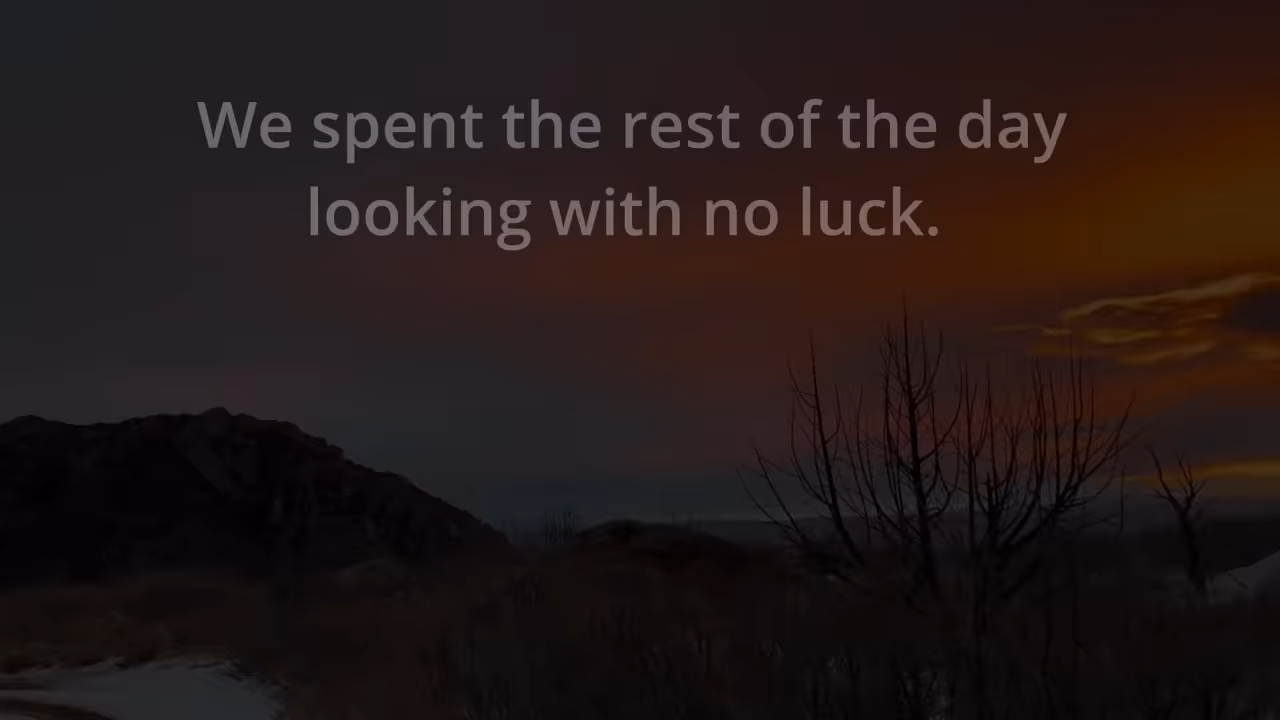 We spent the rest of the day
looking with no luck.